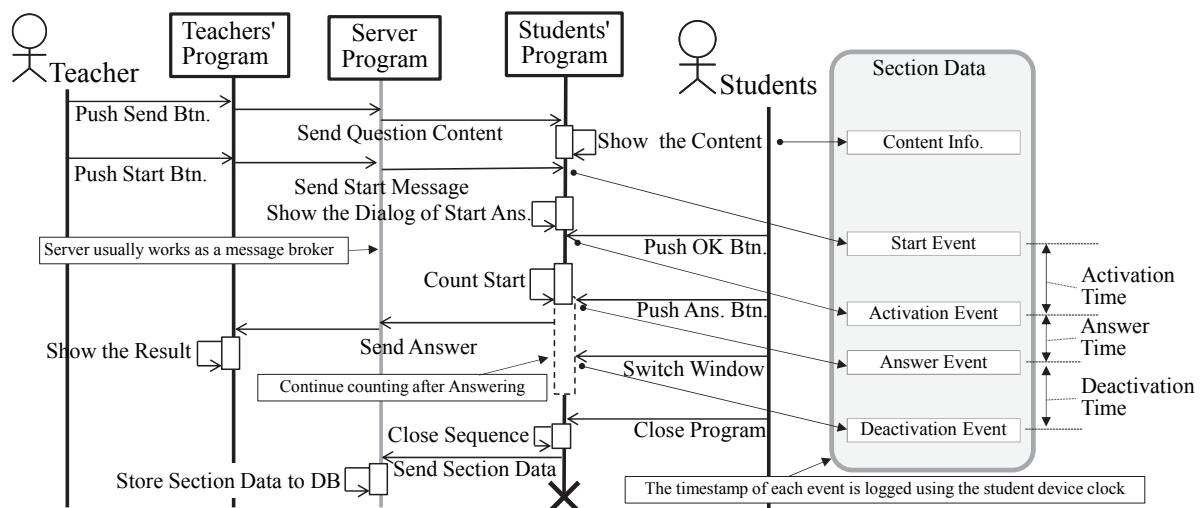 Teachers'
Program
Server
Program
Students'
Program
Teacher
Students
Section Data
Push Send Btn.
Send Question Content
Show the Content
Content Info.
Push Start Btn.
Send Start Message
Show the Dialog of Start Ans.
Server usually works as a message broker
Push OK Btn.
Start Event
Activation
Time
Count Start
Push Ans. Btn.
Activation Event
Answer
Time
Show the Result
Send Answer
Switch Window
Answer Event
Continue counting after Answering
Deactivation
Time
Close Sequence
Close Program
Deactivation Event
Send Section Data
Store Section Data to DB
The timestamp of each event is logged using the student device clock